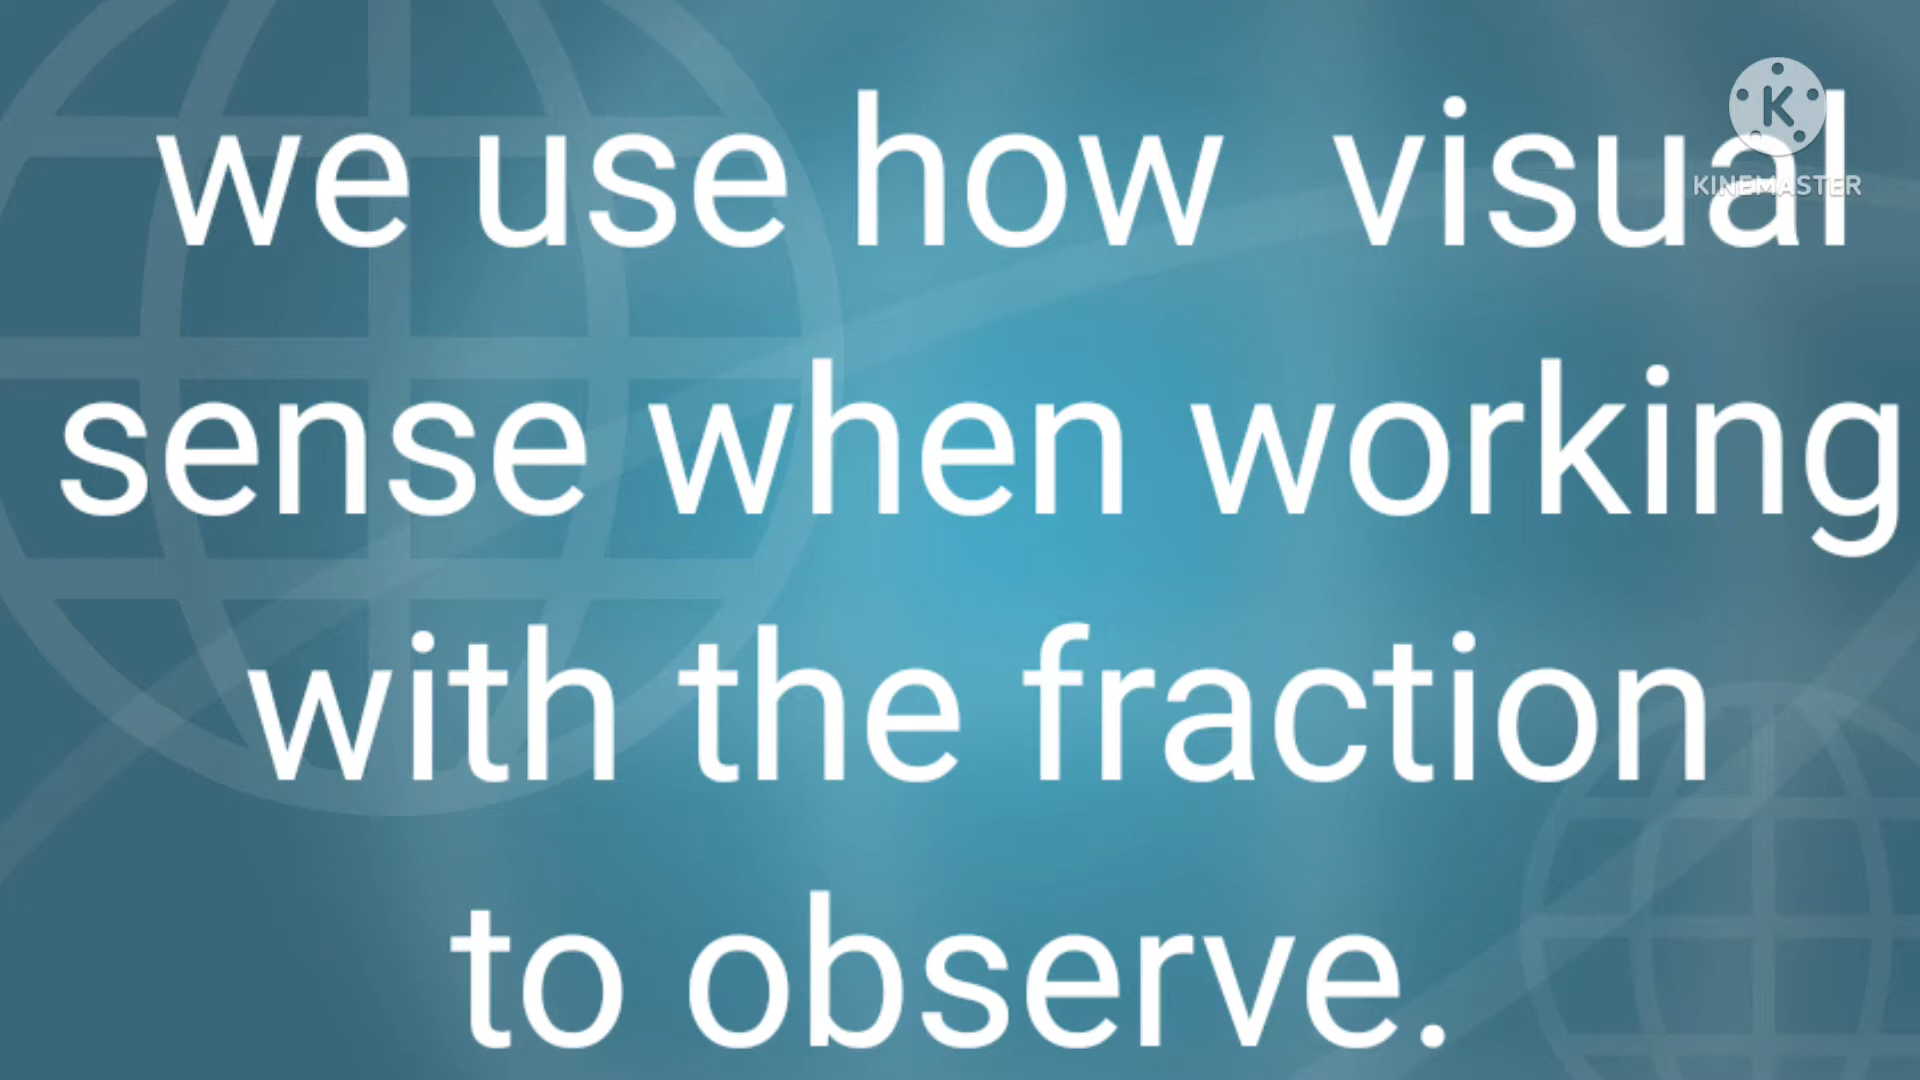 we use how  visual
KINEMASTER
sense when working
with the fraction
to observe.